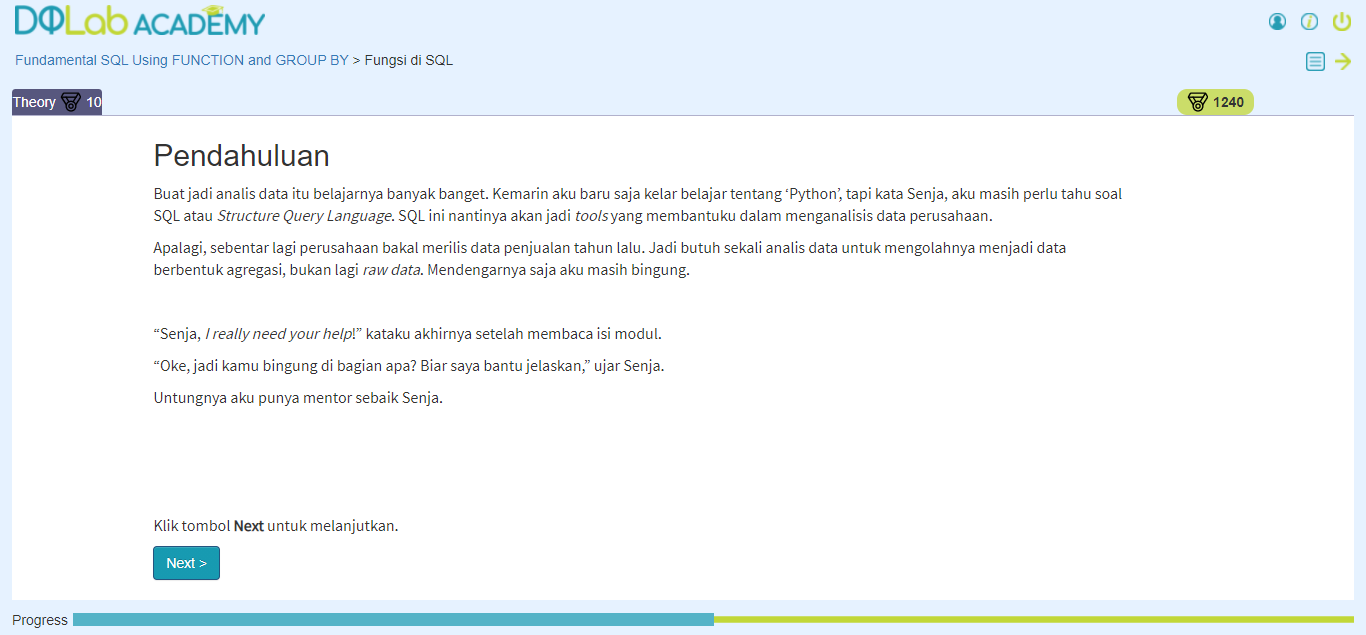 DQLab ACADEMY
Fundamental SQL Using FUNCTION and GROUP BY > Fungsi di SQL
Theory 10
1240
Pendahuluan
Buat jadi analis data itu belajarnya banyak banget. Kemarin aku baru saja kelar belajar tentang ‘Python’, tapi kata Senja, aku masih perlu tahu soal
SQL atau Structure Query Language. SQL ini nantinya akan jadi tools yang membantuku dalam menganalisis data perusahaan.
Apalagi, sebentar lagi perusahaan bakal merilis data penjualan tahun lalu. Jadi butuh sekali analis data untuk mengolahnya menjadi data
berbentuk agregasi, bukan lagi raw data. Mendengarnya saja aku masih bingung.
“Senja, I really need your help!” kataku akhirnya setelah membaca isi modul.
“Oke, jadi kamu bingung di bagian apa? Biar saya bantu jelaskan,” ujar Senja.
Untungnya aku punya mentor sebaik Senja.
Klik tombol Next untuk melanjutkan.
Next >
Progress